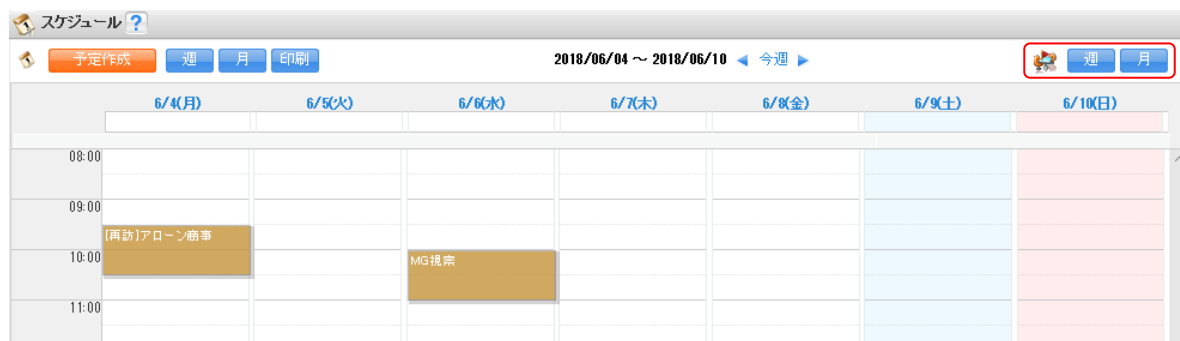 スケジュール ?
予定作成 週 月 印刷 2018/06/04 ～ 2018/06/10 今週 週 月
6/4(月) 6/5(火) 6/6(水) 6/7(木) 6/8(金) 6/9(土) 6/10(日)
08:00
09:00
[再訪]アローン商事
10:00
MG視察
11:00